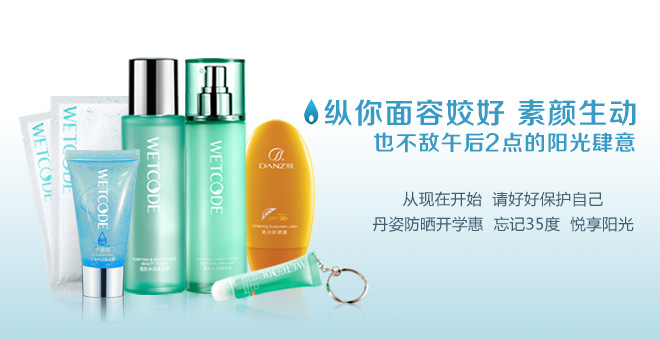 纵你面容姣好 素颜生动
也不敌午后2点的阳光肆意
从现在开始 请好好保护自己
丹姿防晒开学惠 忘记35度 悦享阳光
WETCODE
WETCODE
WETCODE
WETCODE
WETCODE
DANZ
WETCODE